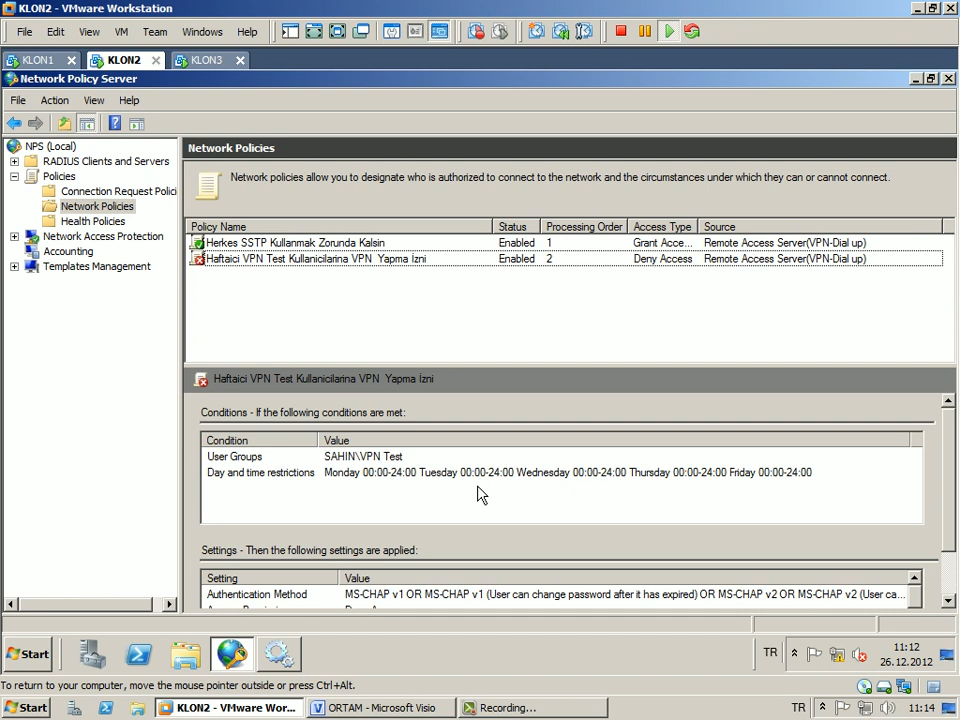 KLON2 - VMware Workstation
File Edit View VM Team Windows Help
KLON1 KLON2 KLON3
Network Policy Server
File Action View Help
NPS (Local)
RADIUS Clients and Servers
Policies
Connection Request Polici
Network Policies
Health Policies
Network Access Protection
Accounting
Templates Management
Network Policies
Network policies allow you to designate who is authorized to connect to the network and the circumstances under which they can or cannot connect.
Policy Name Status Processing Order Access Type Source
Herkes SSTP Kullanmak Zorunda Kalsin Enabled 1 Grant Acce... Remote Access Server(VPN-Dial up)
Haftaici VPN Test Kullanicilarina VPN Yapma İzni Enabled 2 Deny Access Remote Access Server(VPN-Dial up)
Haftaici VPN Test Kullanicilarina VPN Yapma İzni
Conditions - If the following conditions are met:
Condition Value
User Groups SAHIN\VPN Test
Day and time restrictions Monday 00:00-24:00 Tuesday 00:00-24:00 Wednesday 00:00-24:00 Thursday 00:00-24:00 Friday 00:00-24:00
Settings - Then the following settings are applied:
Setting Value
Authentication Method MS-CHAP v1 OR MS-CHAP v1 (User can change password after it has expired) OR MS-CHAP v2 OR MS-CHAP v2 (User ca...
Start TR 11:12
26.12.2012
To return to your computer, move the mouse pointer outside or press Ctrl+Alt.
Start KLON2 - VMware Wor... ORTAM - Microsoft Visio Recording... TR 11:14